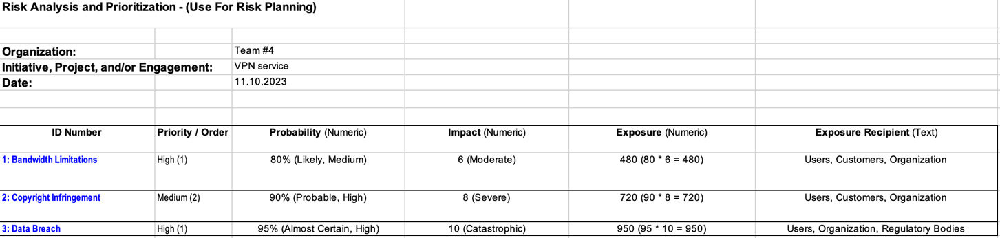 Risk Analysis and Prioritization - (Use For Risk Planning)
Organization: Team #4
Initiative, Project, and/or Engagement: VPN service
Date: 11.10.2023
ID Number Priority / Order Probability (Numeric) Impact (Numeric) Exposure (Numeric) Exposure Recipient (Text)
1: Bandwidth Limitations High (1) 80% (Likely, Medium) 6 (Moderate) 480 (80 * 6 = 480) Users, Customers, Organization
2: Copyright Infringement Medium (2) 90% (Probable, High) 8 (Severe) 720 (90 * 8 = 720) Users, Customers, Organization
3: Data Breach High (1) 95% (Almost Certain, High) 10 (Catastrophic) 950 (95 * 10 = 950) Users, Organization, Regulatory Bodies